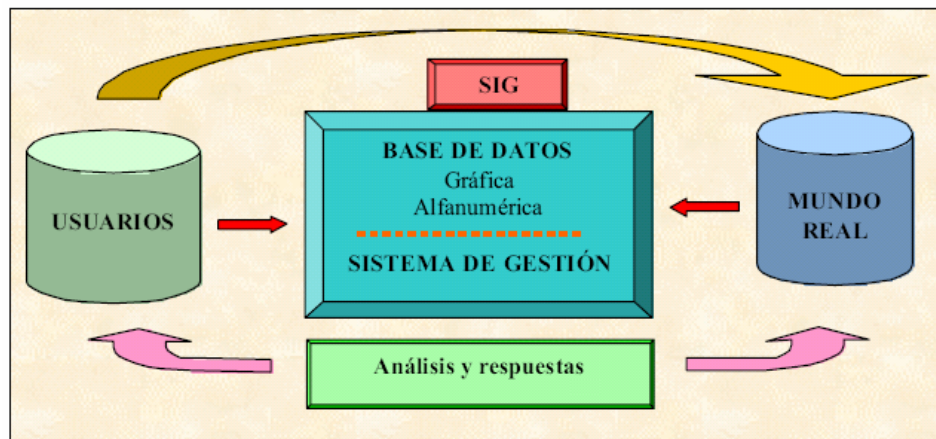 SIG
BASE DE DATOS
Gráfica
Alfanumérica
SISTEMA DE GESTIÓN
USUARIOS
MUNDO
REAL
Análisis y respuestas